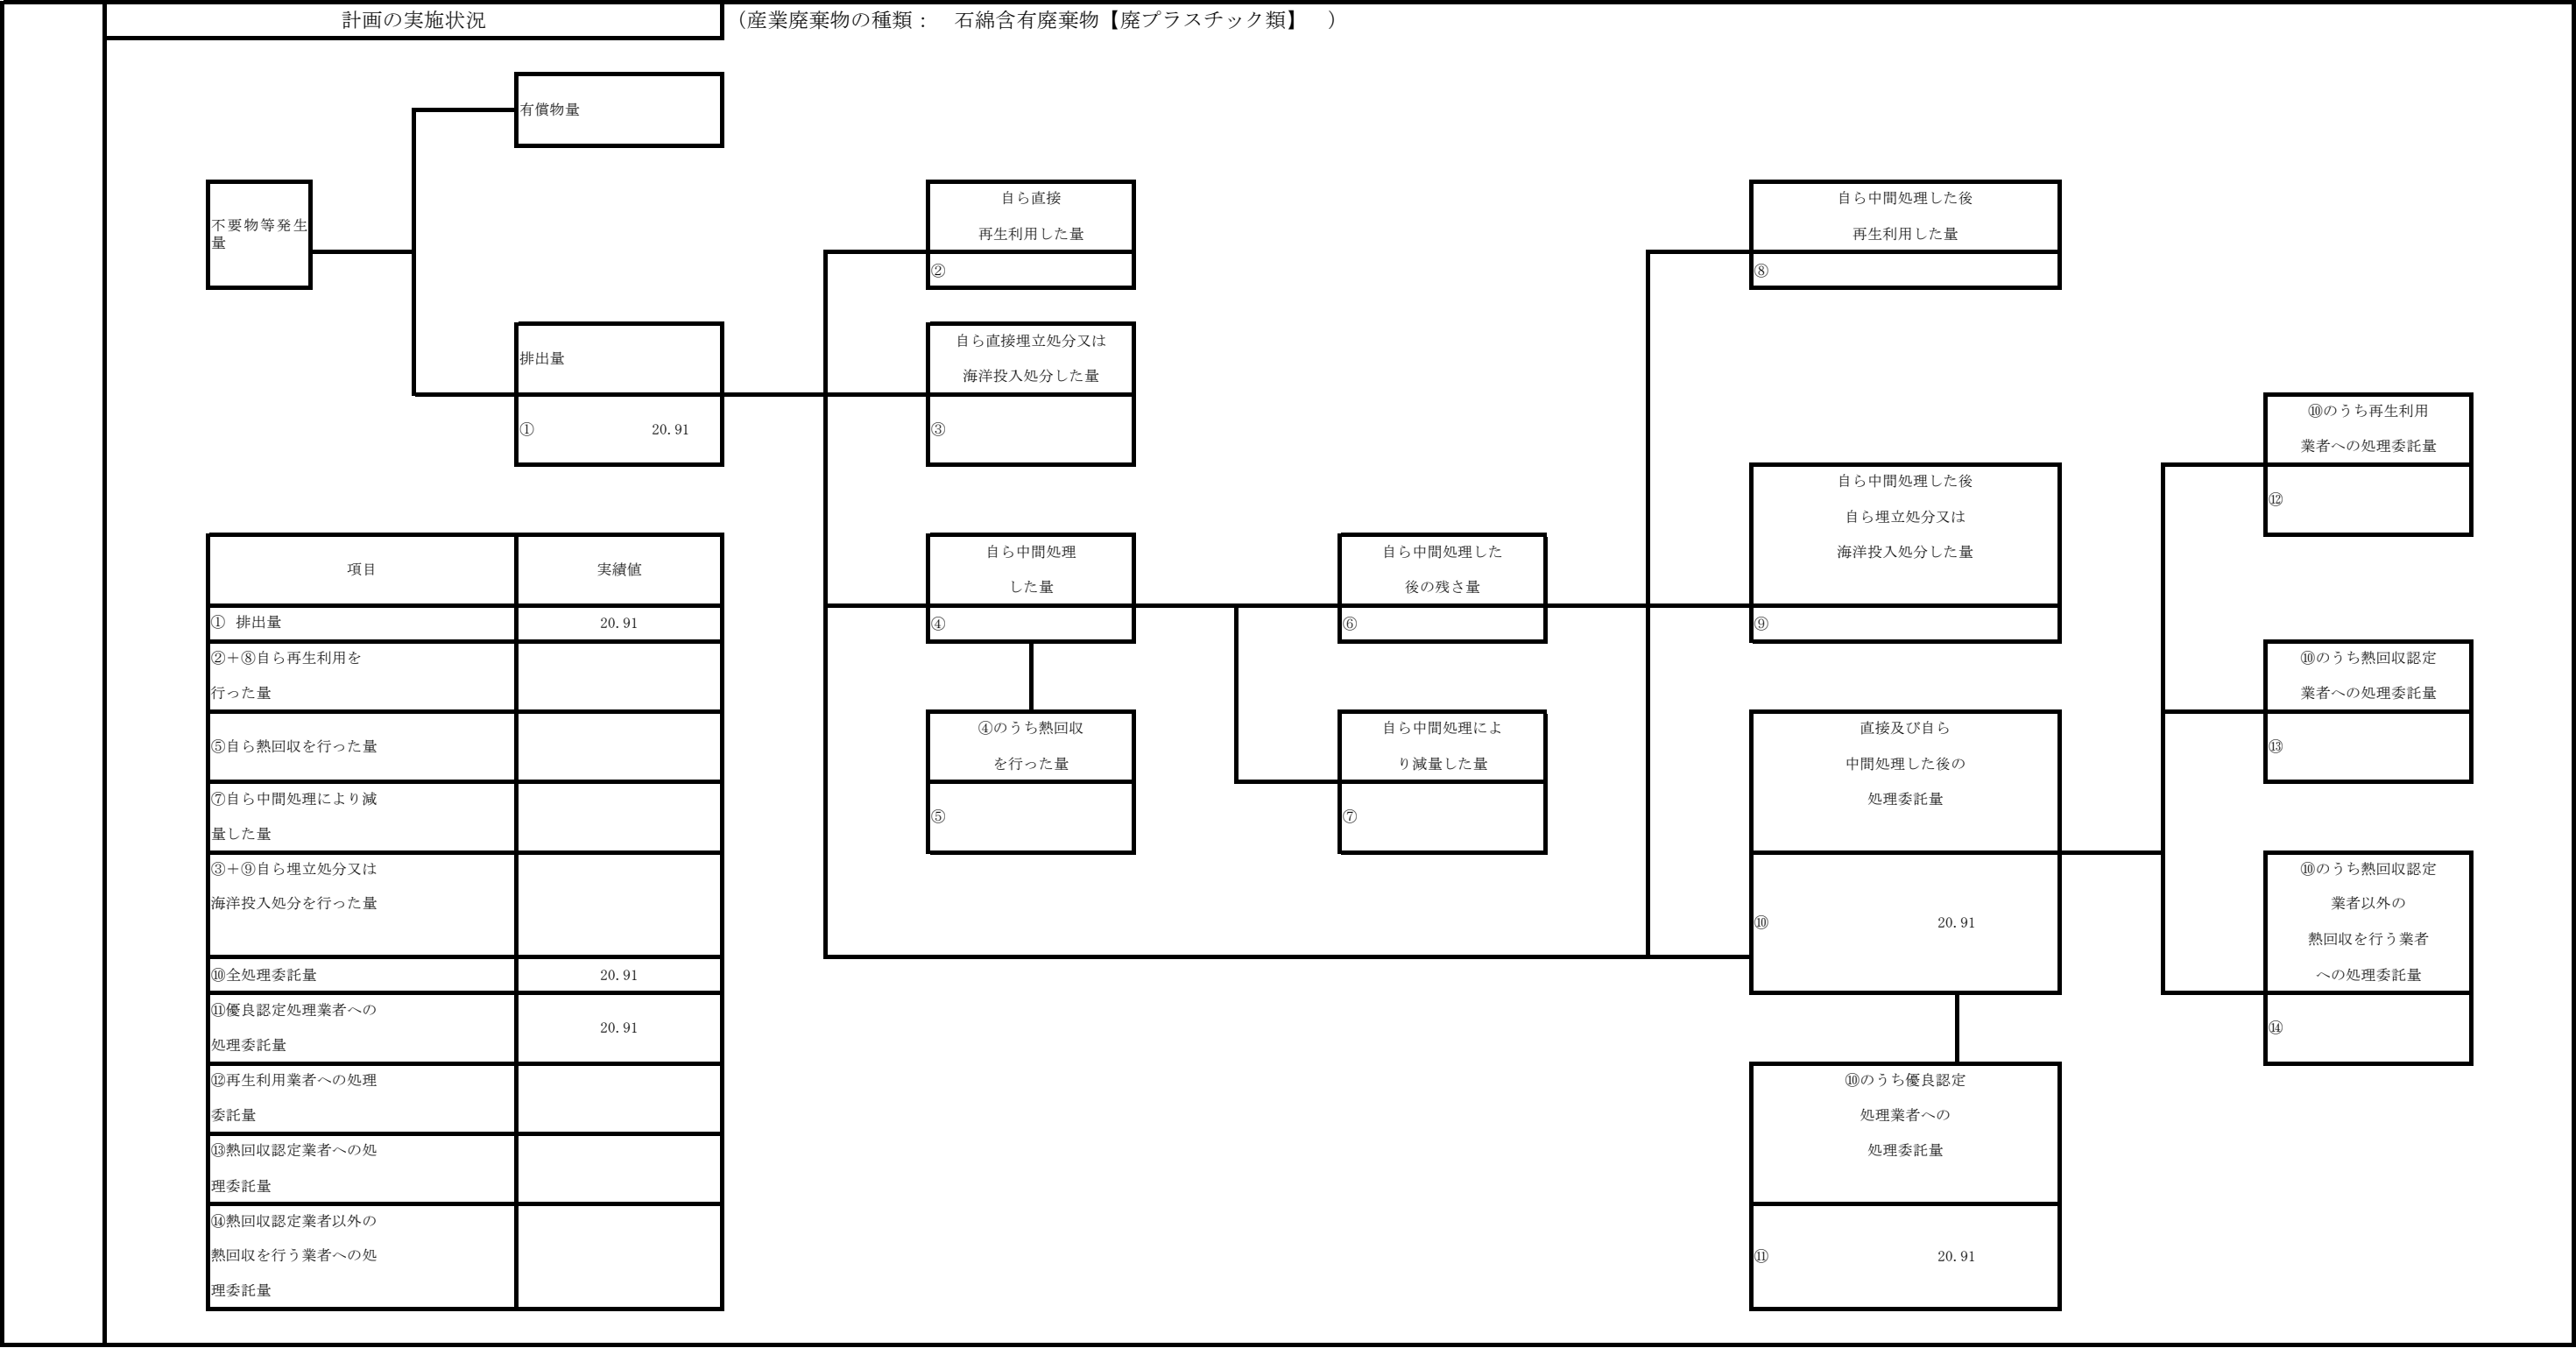 計画の実施状況
（産業廃棄物の種類：　石綿含有廃棄物【廃プラスチック類】　）
有償物量
不要物等発生
量
自ら直接
再生利用した量
②
自ら中間処理した後
再生利用した量
⑧
排出量
① 20.91
自ら直接埋立処分又は
海洋投入処分した量
③
⑩のうち再生利用
業者への処理委託量
⑫
自ら中間処理した後
自ら埋立処分又は
海洋投入処分した量
⑨
自ら中間処理
した量
④
自ら中間処理した
後の残さ量
⑥
⑩のうち熱回収認定
業者への処理委託量
⑬
④のうち熱回収
を行った量
⑤
自ら中間処理によ
り減量した量
⑦
直接及び自ら
中間処理した後の
処理委託量
⑩ 20.91
⑩のうち熱回収認定
業者以外の
熱回収を行う業者
への処理委託量
⑭
⑩のうち優良認定
処理業者への
処理委託量
⑪ 20.91
項目 実績値
① 排出量 20.91
②＋⑧自ら再生利用を
行った量
⑤自ら熱回収を行った量
⑦自ら中間処理により減
量した量
③＋⑨自ら埋立処分又は
海洋投入処分を行った量
⑩全処理委託量 20.91
⑪優良認定処理業者への
処理委託量 20.91
⑫再生利用業者への処理
委託量
⑬熱回収認定業者への処
理委託量
⑭熱回収認定業者以外の
熱回収を行う業者への処
理委託量